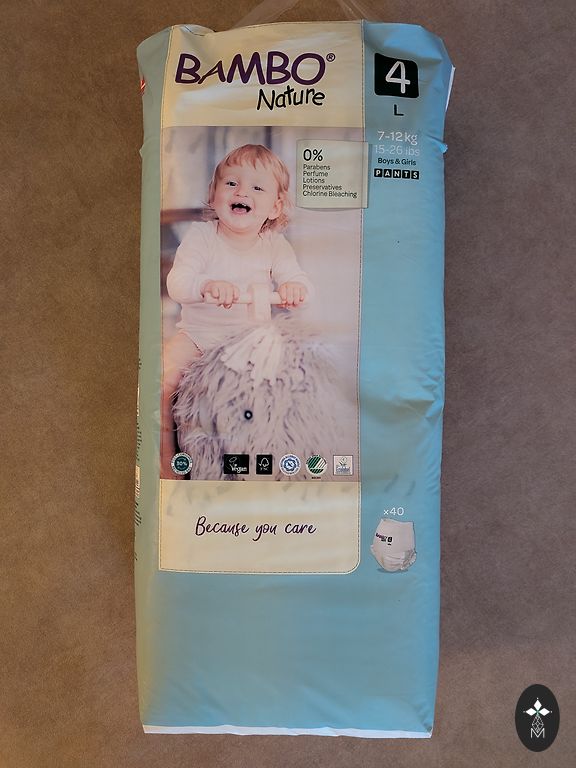 BAMBO®
Nature
4
L
7-12 kg
15-26 lbs
Boys & Girls
PANTS
0%
Parabens
Perfume
Lotions
Preservatives
Chlorine Bleaching
Vegan
Because you care
x40
M